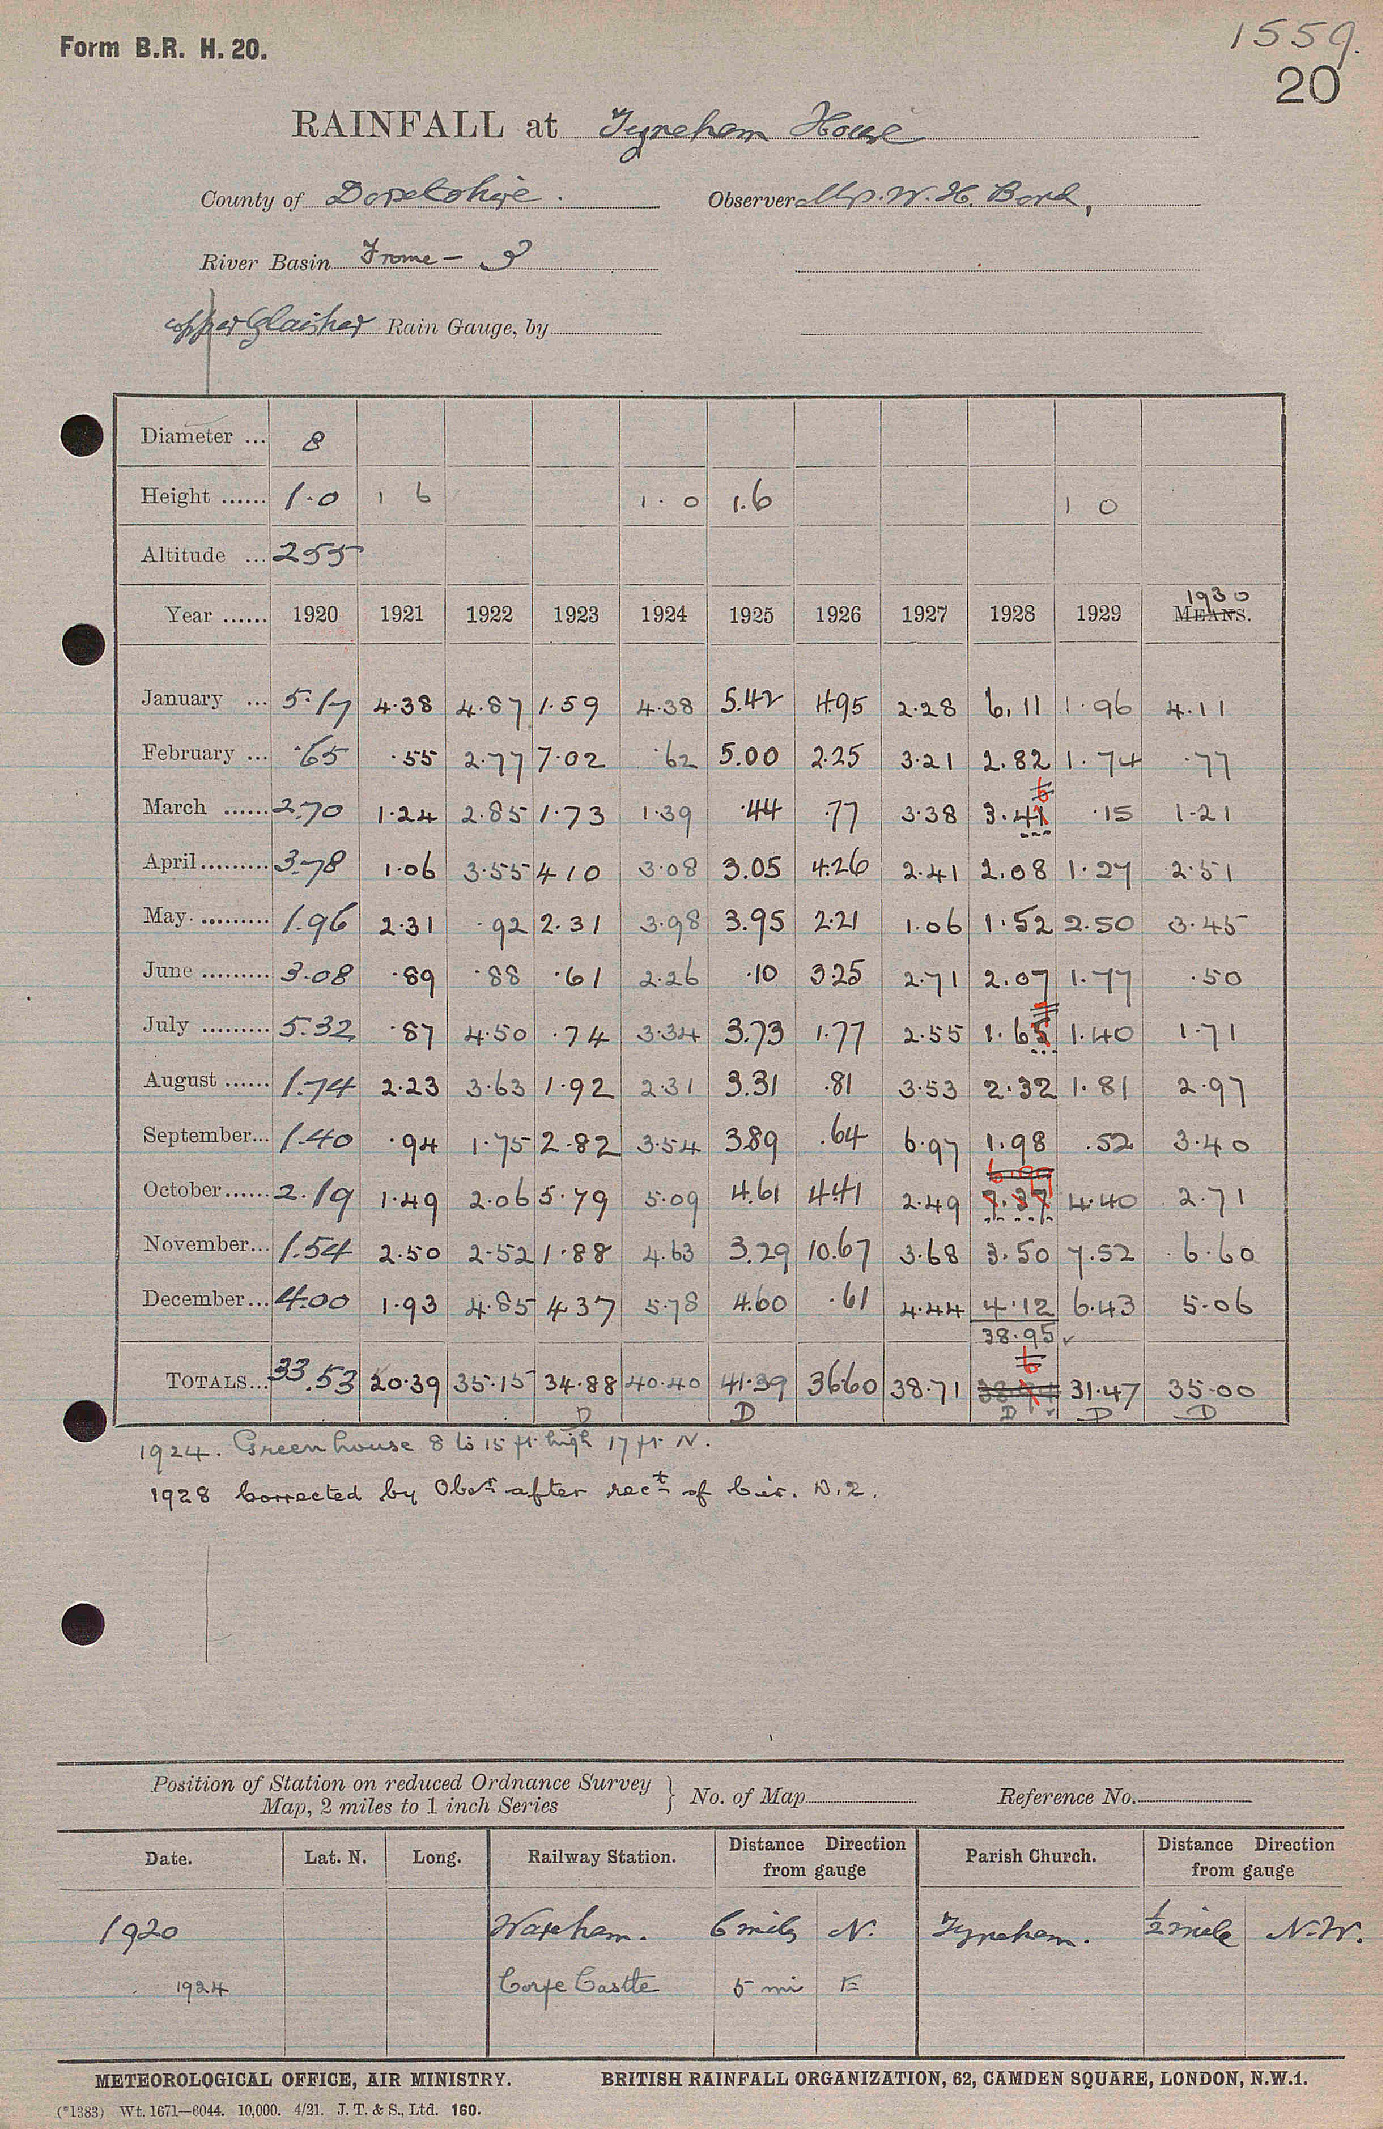 Form B.R. H. 20.
1559.
20
RAINFALL at Tyneham House
County of Dorsetshire. Observer W. H. Bond,
River Basin Frome -
copper Glaisher Rain Gauge, by
Diameter ... 8
Height ...... 1.0 1 6 1.0 1.6 1 0
Altitude ... 255
1930
Year ...... 1920 1921 1922 1923 1924 1925 1926 1927 1928 1929 MEANS.
January ... 5.17 4.38 4.87 1.59 4.38 5.42 4.95 2.28 6.11 1.96 4.11
February ... .65 .55 2.77 7.02 .62 5.00 2.25 3.21 2.82 1.74 .77
6
March ...... 2.70 1.24 2.85 1.73 1.39 .44 .77 3.38 3.41 .15 1.21
April ......... 3.78 1.06 3.55 4 10 3.08 3.05 4.26 2.41 2.08 1.27 2.51
May. ......... 1.96 2.31 .92 2.31 3.98 3.95 2.21 1.06 1.52 2.50 3.45
June ......... 3.08 .89 .88 .61 2.26 .10 3.25 2.71 2.07 1.77 .50
July ......... 5.32 .87 4.50 .74 3.34 3.73 1.77 2.55 1.65 1.40 1.71
August ...... 1.74 2.23 3.63 1.92 2.31 3.31 .81 3.53 2.32 1.81 2.97
September... 1.40 .94 1.75 2.82 3.54 3.89 .64 6.97 1.98 .52 3.40
October...... 2.19 1.49 2.06 5.79 5.09 4.61 4.41 2.49 7.37 4.40 2.71
November... 1.54 2.50 2.52 1.88 4.63 3.29 10.67 3.68 3.50 7.52 6.60
December... 4.00 1.93 4.85 4 37 5.78 4.60 .61 4.44 4.12 6.43 5.06
38.95
6
TOTALS... 33.53 20.39 35.15 34.88 40.40 41.39 36.60 38.71 31.47 35.00
D D D D D
1924. Greenhouse 8 to 15 ft high 17 ft N.
1928 Corrected by Obsr. after rect. of Cir. D.2.
Position of Station on reduced Ordnance Survey Map, 2 miles to 1 inch Series } No. of Map Reference No.
Date. Lat. N. Long. Railway Station. Distance Direction from gauge Parish Church. Distance Direction from gauge
1920 Wareham. 6 miles N. Tyneham. 1/2 mile N.W.
1924 Corfe Castle 5 mi E
METEOROLOGICAL OFFICE, AIR MINISTRY. BRITISH RAINFALL ORGANIZATION, 62, CAMDEN SQUARE, LONDON, N.W.1.
(*1383) Wt. 1671—6044. 10,000. 4/21. J. T. & S., Ltd. 160.